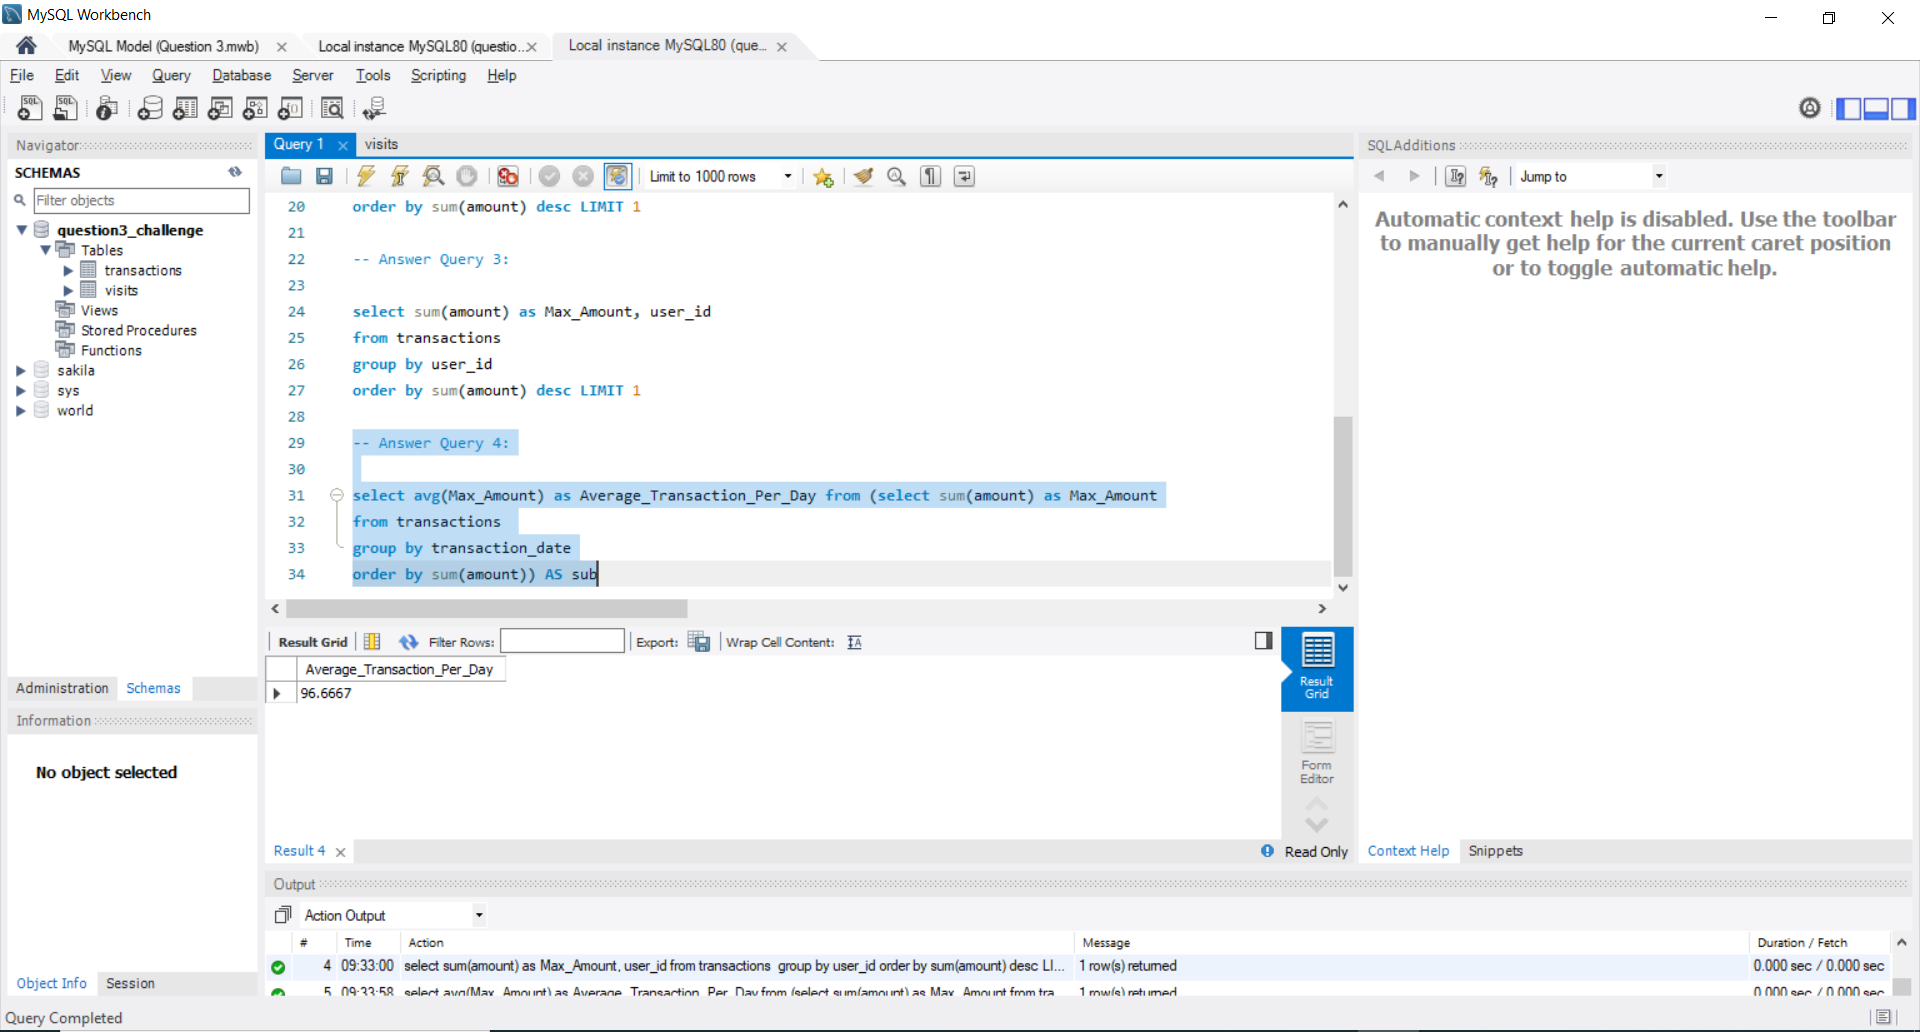 MySQL Workbench
MySQL Model (Question 3.mwb)
Local instance MySQL80 (questio...
Local instance MySQL80 (que...
File Edit View Query Database Server Tools Scripting Help
Navigator
SCHEMAS
Filter objects
question3_challenge
Tables
transactions
visits
Views
Stored Procedures
Functions
sakila
sys
world
Administration Schemas
Information
No object selected
Object Info Session
Query 1 visits
Limit to 1000 rows
20 order by sum(amount) desc LIMIT 1
21
22 -- Answer Query 3:
23
24 select sum(amount) as Max_Amount, user_id
25 from transactions
26 group by user_id
27 order by sum(amount) desc LIMIT 1
28
29 -- Answer Query 4:
30
31 select avg(Max_Amount) as Average_Transaction_Per_Day from (select sum(amount) as Max_Amount
32 from transactions
33 group by transaction_date
34 order by sum(amount)) AS sub
Result Grid Filter Rows: Export: Wrap Cell Content:
Average_Transaction_Per_Day
96.6667
Result Grid
Form Editor
Result 4
Read Only
SQLAdditions
Jump to
Automatic context help is disabled. Use the toolbar
to manually get help for the current caret position
or to toggle automatic help.
Context Help Snippets
Output
Action Output
# Time Action Message Duration / Fetch
4 09:33:00 select sum(amount) as Max_Amount, user_id from transactions group by user_id order by sum(amount) desc LI... 1 row(s) returned 0.000 sec / 0.000 sec
5 09:33:58 select avg(Max_Amount) as Average_Transaction_Per_Day from (select sum(amount) as Max_Amount from tra... 1 row(s) returned 0.000 sec / 0.000 sec
Query Completed